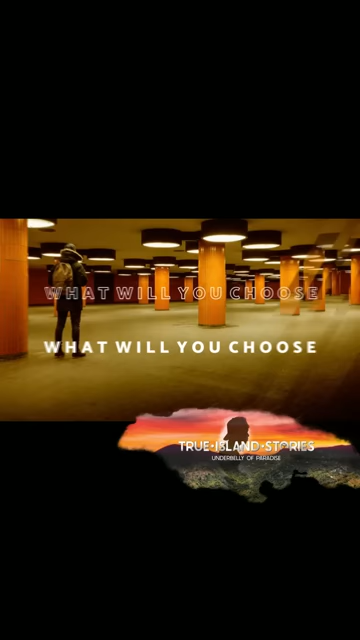 WHAT WILL YOU CHOOSE
WHAT WILL YOU CHOOSE
TRUE•ISLAND•STORIES
UNDERBELLY OF PARADISE